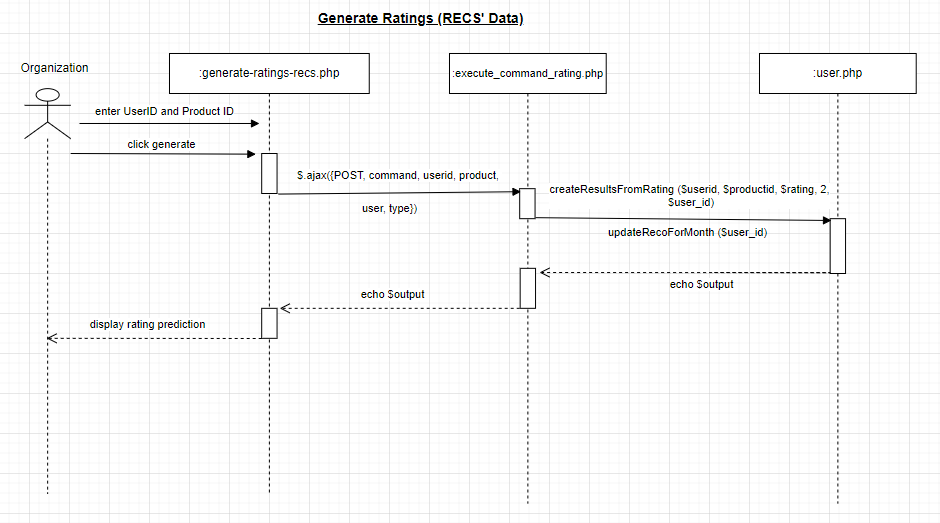 Generate Ratings (RECS' Data)
Organization
:generate-ratings-recs.php
:execute_command_rating.php
:user.php
enter UserID and Product ID
click generate
$.ajax({POST, command, userid, product,
user, type})
createResultsFromRating ($userid, $productid, $rating, 2,
$user_id)
updateRecoForMonth ($user_id)
echo $output
echo $output
display rating prediction